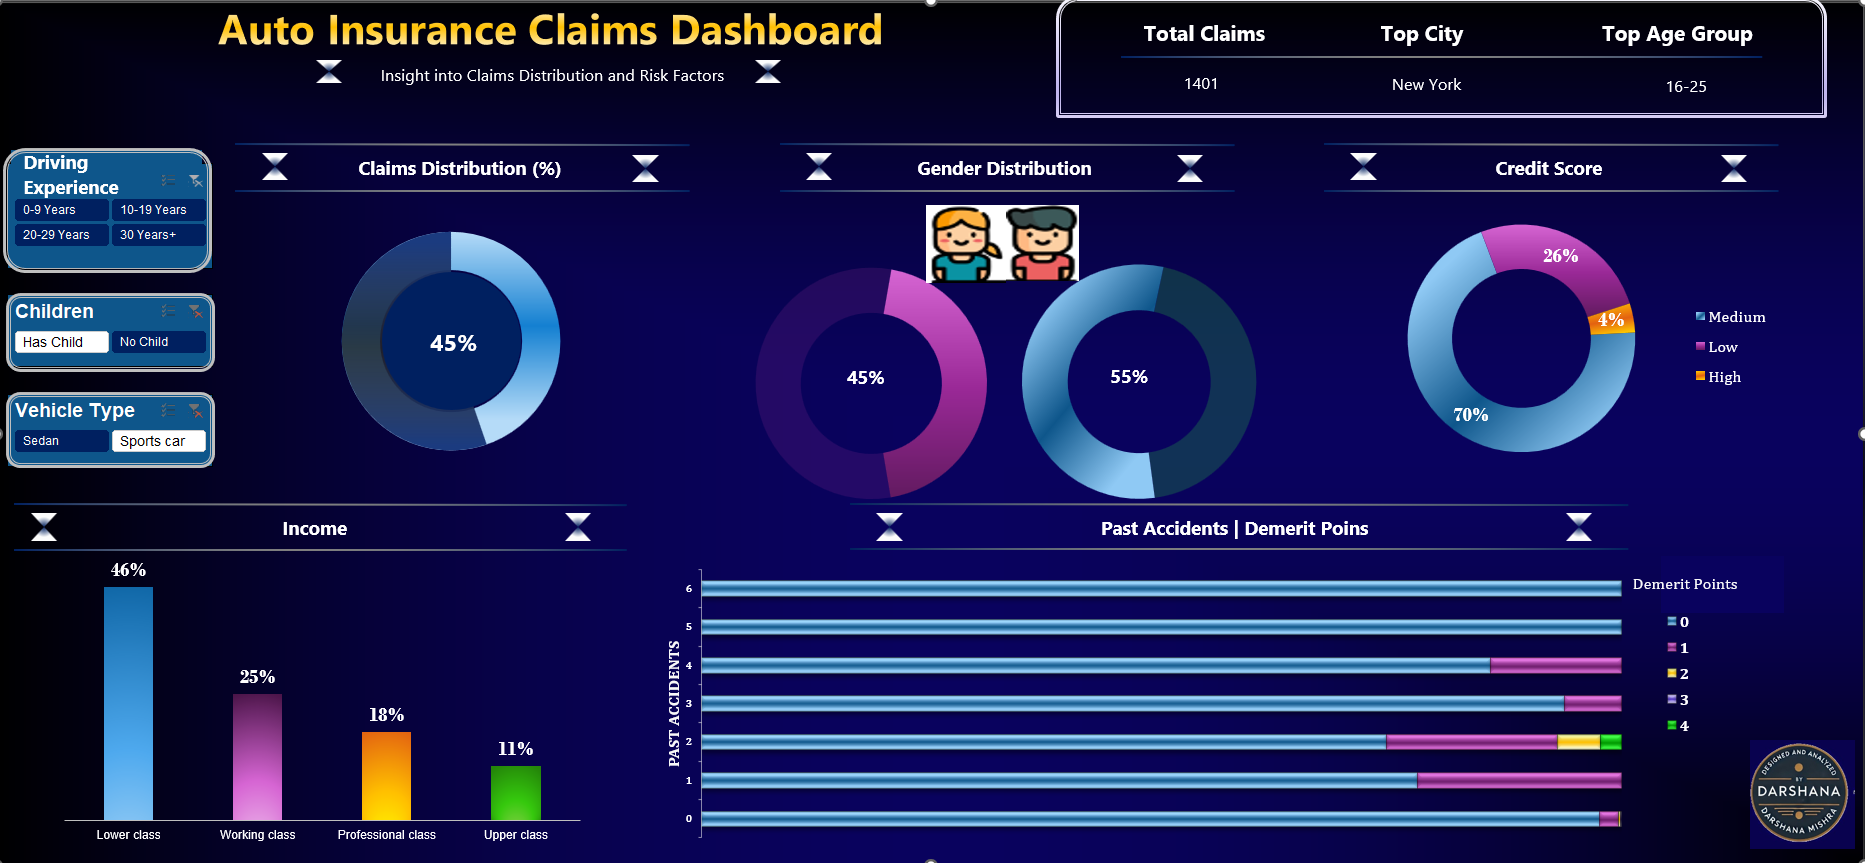 Auto Insurance Claims Dashboard
Insight into Claims Distribution and Risk Factors
Total Claims Top City Top Age Group
1401 New York 16-25
Driving
Experience
0-9 Years 10-19 Years
20-29 Years 30 Years+
Children
Has Child No Child
Vehicle Type
Sedan Sports car
Claims Distribution (%)
45%
Gender Distribution
45% 55%
Credit Score
26%
4%
70%
Medium
Low
High
Income
46%
25%
18%
11%
Lower class Working class Professional class Upper class
Past Accidents | Demerit Poins
PAST ACCIDENTS
6
5
4
3
2
1
0
Demerit Points
0
1
2
3
4
DESIGNED AND ANALYZED
BY
DARSHANA
DARSHANA MISHRA